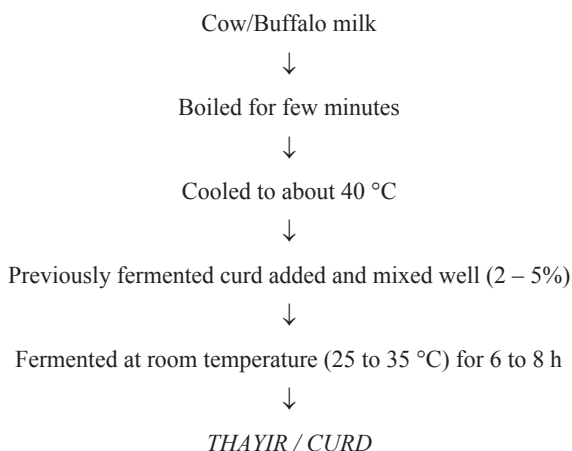 Cow/Buffalo milk
↓
Boiled for few minutes
↓
Cooled to about 40 °C
↓
Previously fermented curd added and mixed well (2 – 5%)
↓
Fermented at room temperature (25 to 35 °C) for 6 to 8 h
↓
THAYIR / CURD